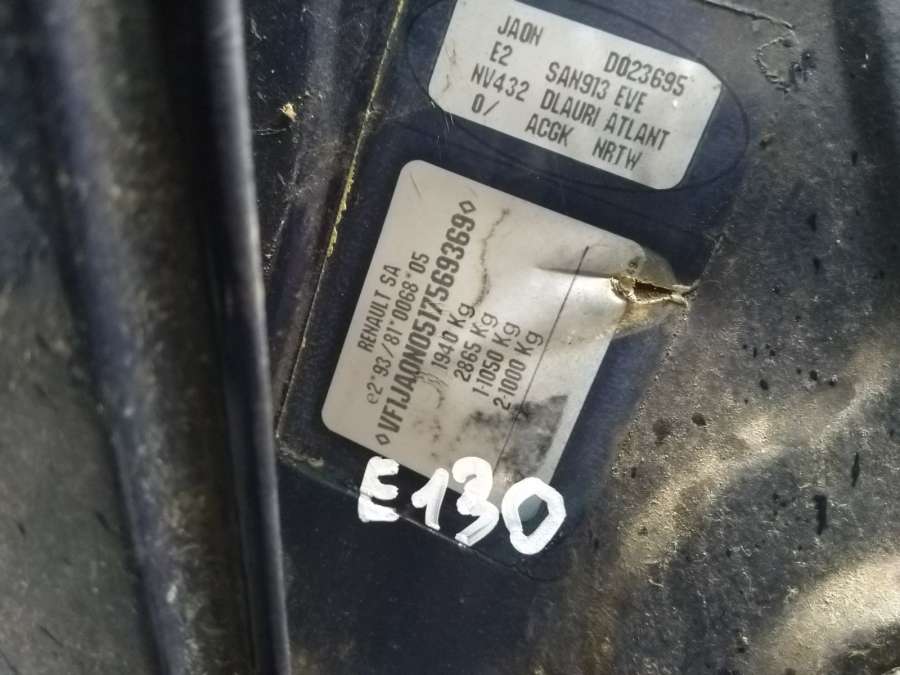 JA0N D023695
E2 SAN913 EVE
NV432 DLAURI ATLANT
0/ ACGK NRTW
RENAULT SA
e2*93/81*0068*05
◊VF1JA0N0517569369◊
1940 Kg
2865 Kg
1-1050 Kg
2-1000 Kg
E130